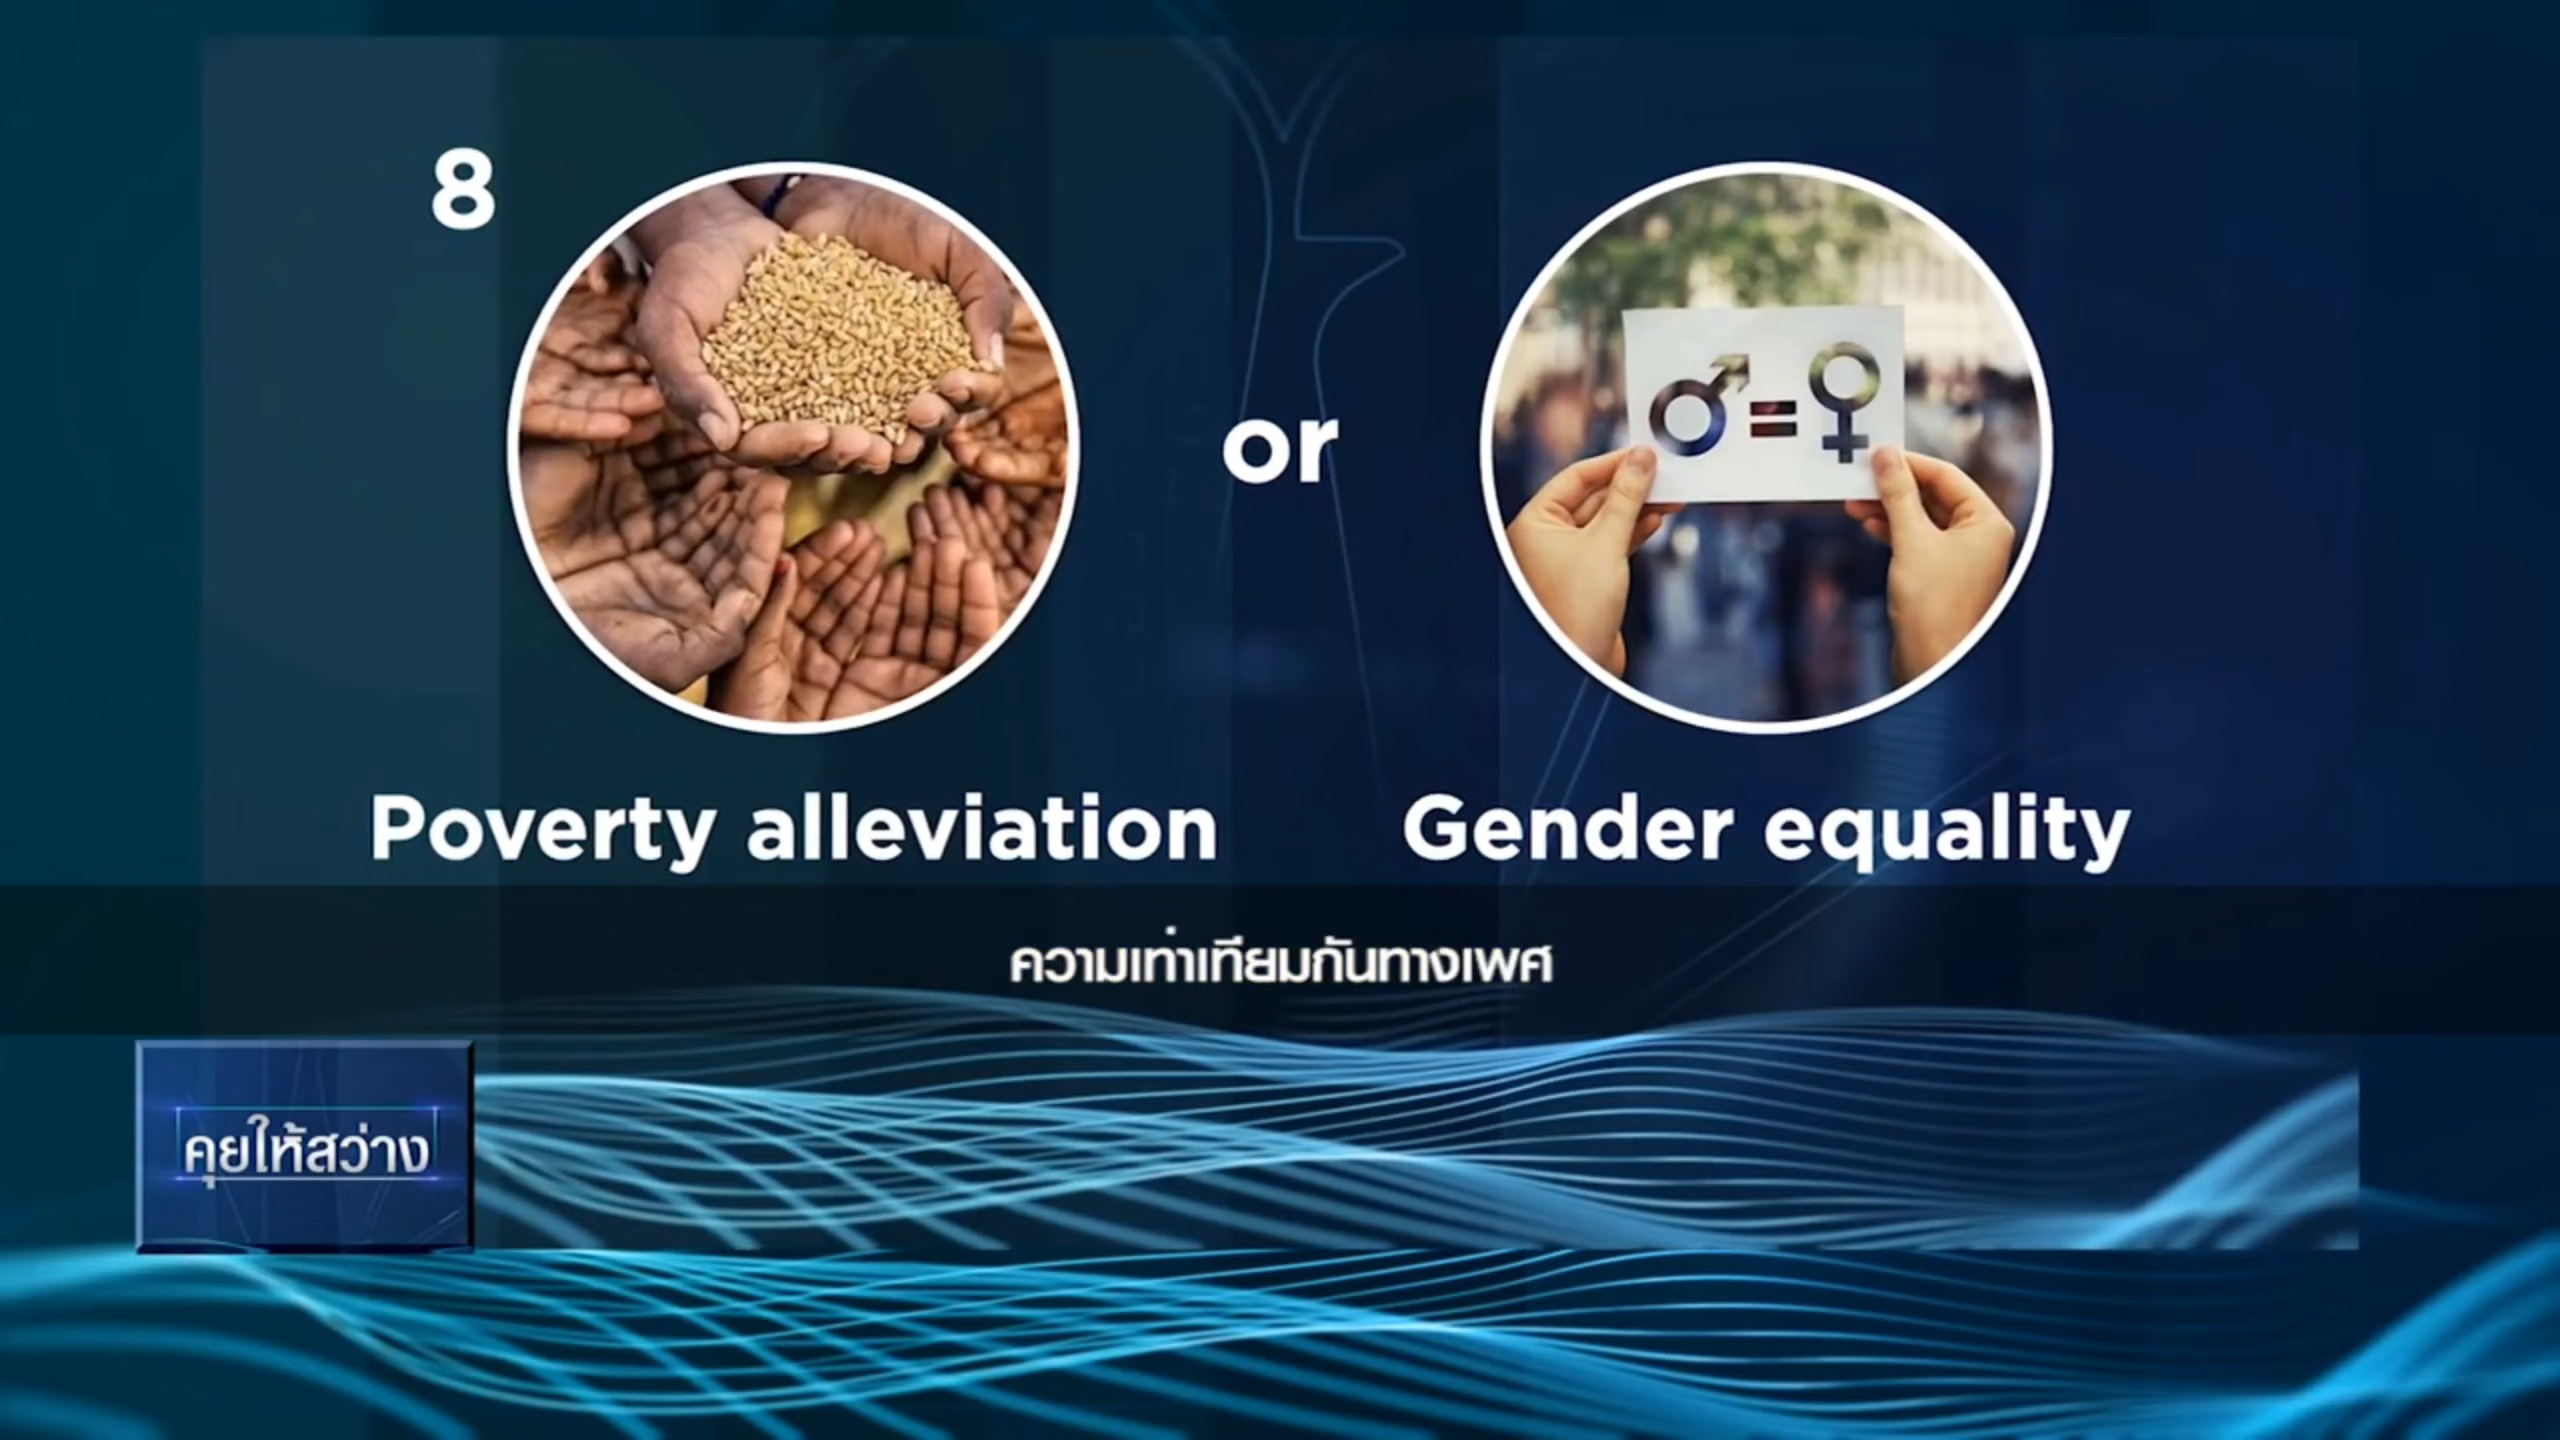 8
or
Poverty alleviation
Gender equality
ความเท่าเทียมกันทางเพศ
คุยให้สว่าง